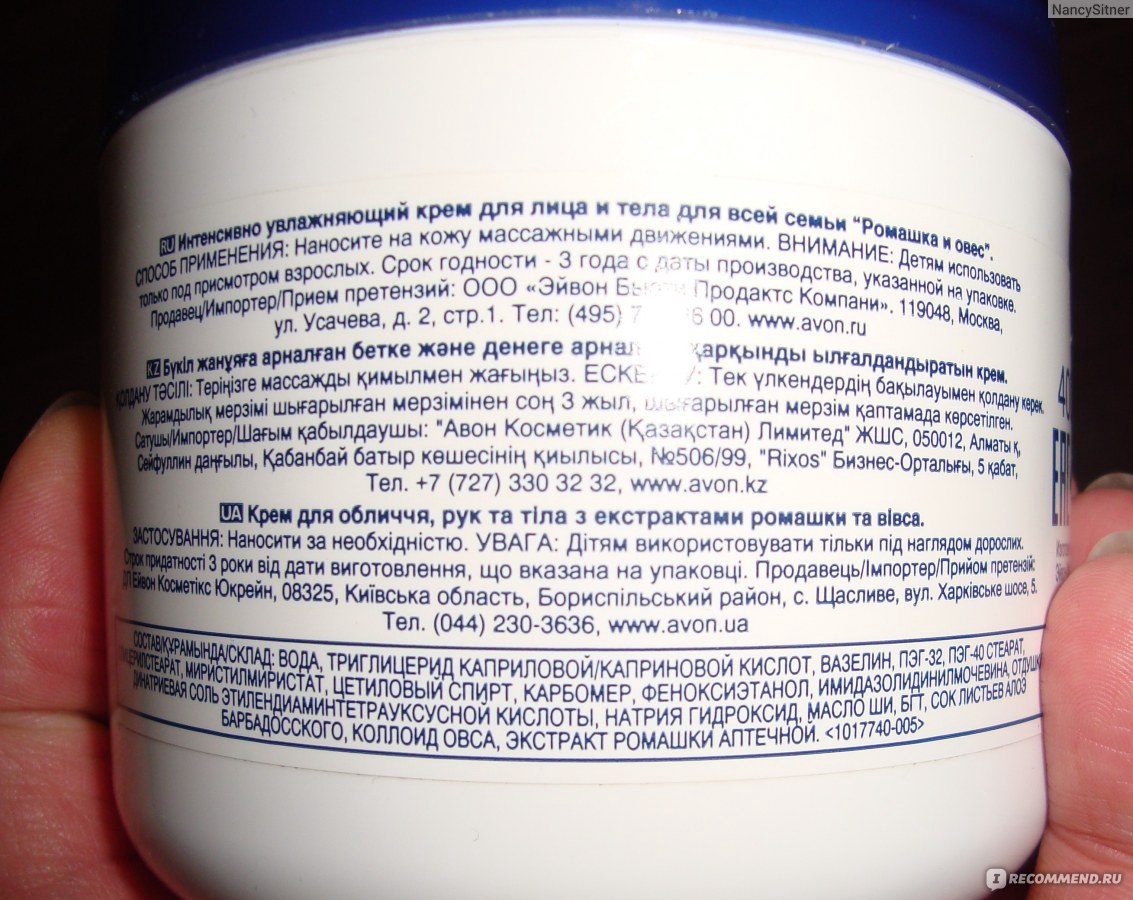 NancySitner
RU Интенсивно увлажняющий крем для лица и тела для всей семьи "Ромашка и овес".
СПОСОБ ПРИМЕНЕНИЯ: Наносите на кожу массажными движениями. ВНИМАНИЕ: Детям использовать
только под присмотром взрослых. Срок годности - 3 года с даты производства, указанной на упаковке.
Продавец/Импортер/Прием претензий: ООО «Эйвон Бьюти Продактс Компани». 119048, Москва,
ул. Усачева, д. 2, стр.1. Тел: (495) 6 00. www.avon.ru
KZ Бүкіл жанұяға арналған бетке және денеге қарқынды ылғалдандыратын крем.
ҚОЛДАНУ ТӘСІЛІ: Теріңізге массажды қимылмен жағыңыз. Тек үлкендердің бақылауымен қолдану керек.
Жарамдылық мерзімі шығарылған мерзімінен соң 3 жыл, шығарылған мерзім қаптамада көрсетілген.
Сатушы/Импортер/Шағым қабылдаушы: "Авон Косметик (Қазақстан) Лимитед" ЖШС, 050012, Алматы қ,
Сейфуллин даңғылы, Қабанбай батыр көшесінің қиылысы, №506/99, "Rixos" Бизнес-Орталығы, 5 қабат,
Тел. +7 (727) 330 32 32, www.avon.kz
UA Крем для обличчя, рук та тіла з екстрактами ромашки та вівса.
ЗАСТОСУВАННЯ: Наносити за необхідністю. УВАГА: Дітям використовувати тільки під наглядом дорослих.
Строк придатності 3 роки від дати виготовлення, що вказана на упаковці. Продавець/Імпортер/Прийом претензій:
ДП Ейвон Косметікс Юкрейн, 08325, Київська область, Бориспільський район, с. Щасливе, вул. Харківське шосе, 5.
Тел. (044) 230-3636, www.avon.ua
СОСТАВ/ҚҰРАМЫНДА/СКЛАД: ВОДА, ТРИГЛИЦЕРИД КАПРИЛОВОЙ/КАПРИНОВОЙ КИСЛОТ, ВАЗЕЛИН, ПЭГ-32, ПЭГ-40 СТЕАРАТ,
МИРИСТИЛМИРИСТАТ, ЦЕТИЛОВЫЙ СПИРТ, КАРБОМЕР, ФЕНОКСИЭТАНОЛ, ИМИДАЗОЛИДИНИЛМОЧЕВИНА, ОТДУШКА,
ДИНАТРИЕВАЯ СОЛЬ ЭТИЛЕНДИАМИНТЕТРАУКСУСНОЙ КИСЛОТЫ, НАТРИЯ ГИДРОКСИД, МАСЛО ШИ, БГТ, СОК ЛИСТЬЕВ АЛОЭ
БАРБАДОССКОГО, КОЛЛОИД ОВСА, ЭКСТРАКТ РОМАШКИ АПТЕЧНОЙ. <1017740-005>
I RECOMMEND.RU